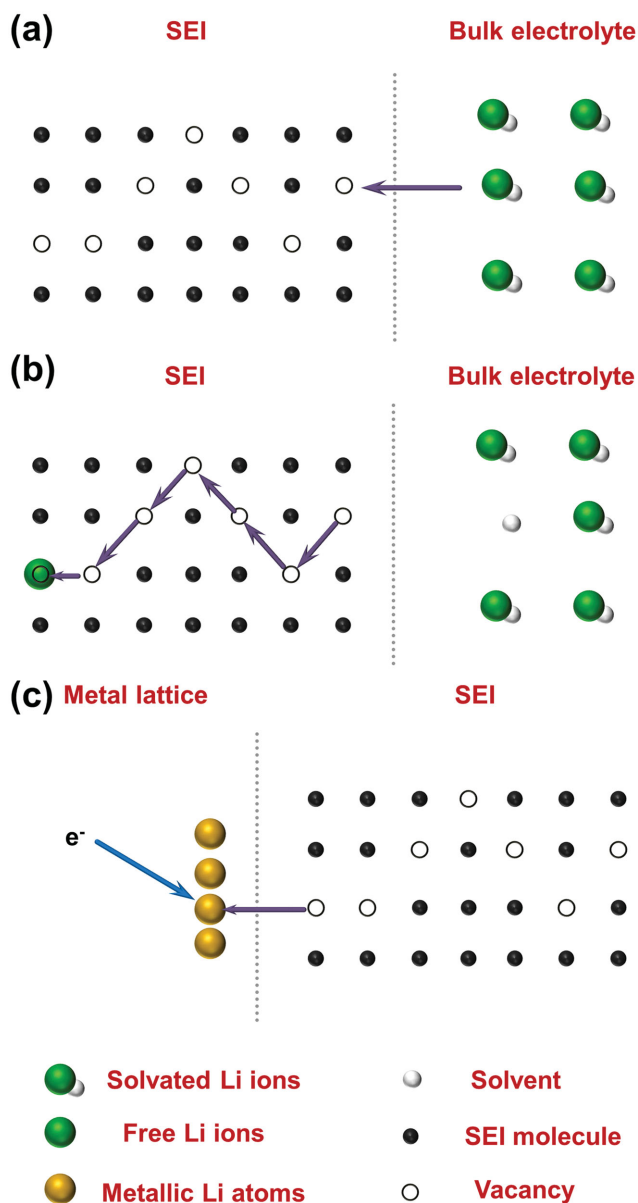 (a)
SEI
Bulk electrolyte
(b)
SEI
Bulk electrolyte
(c)
Metal lattice
SEI
e-
Solvated Li ions
Solvent
Free Li ions
SEI molecule
Metallic Li atoms
Vacancy